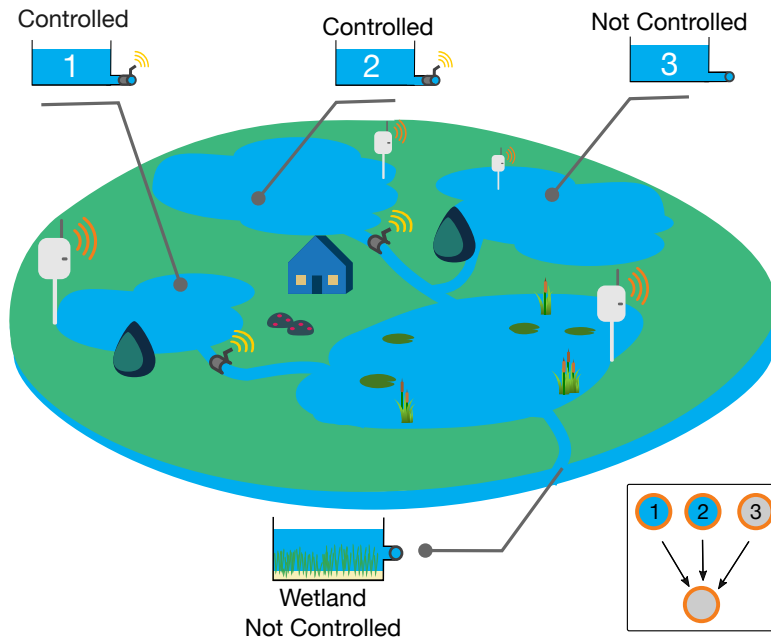 Controlled
1
Controlled
2
Not Controlled
3
Wetland
Not Controlled
1 2 3